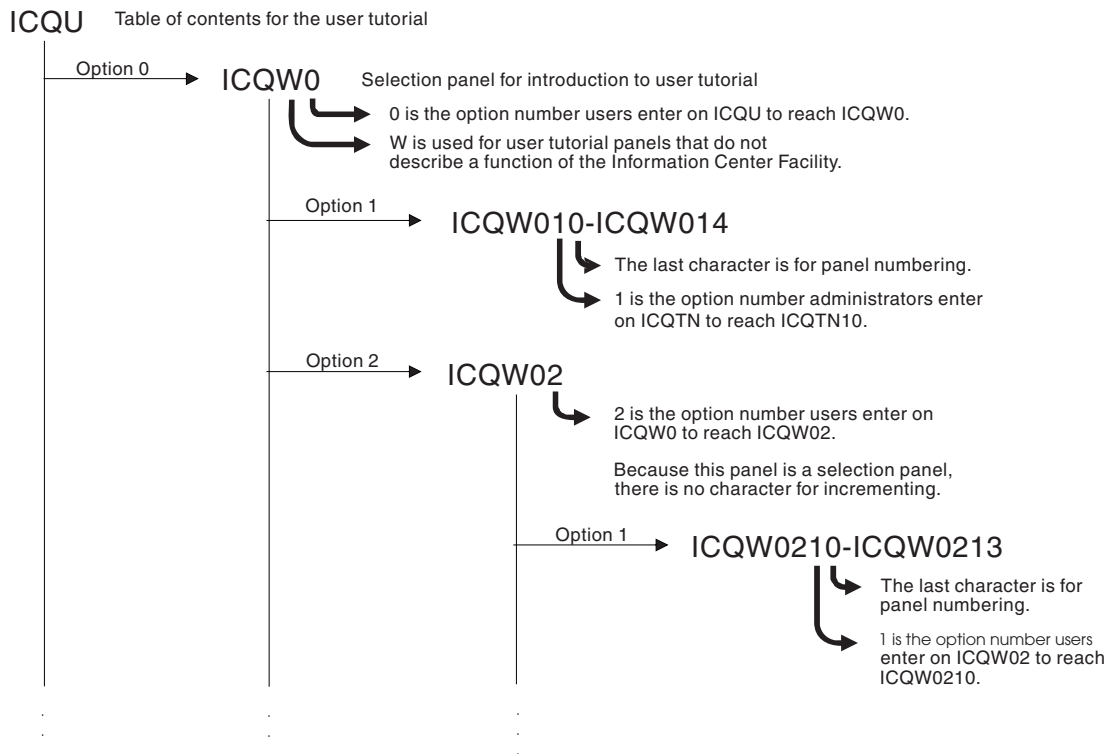 ICQU Table of contents for the user tutorial
Option 0
ICQW0 Selection panel for introduction to user tutorial
0 is the option number users enter on ICQU to reach ICQW0.
W is used for user tutorial panels that do not
describe a function of the Information Center Facility.
Option 1
ICQW010-ICQW014
The last character is for panel numbering.
1 is the option number administrators enter
on ICQTN to reach ICQTN10.
Option 2
ICQW02
2 is the option number users enter on
ICQW0 to reach ICQW02.
Because this panel is a selection panel,
there is no character for incrementing.
Option 1
ICQW0210-ICQW0213
The last character is for
panel numbering.
1 is the option number users
enter on ICQW02 to reach
ICQW0210.